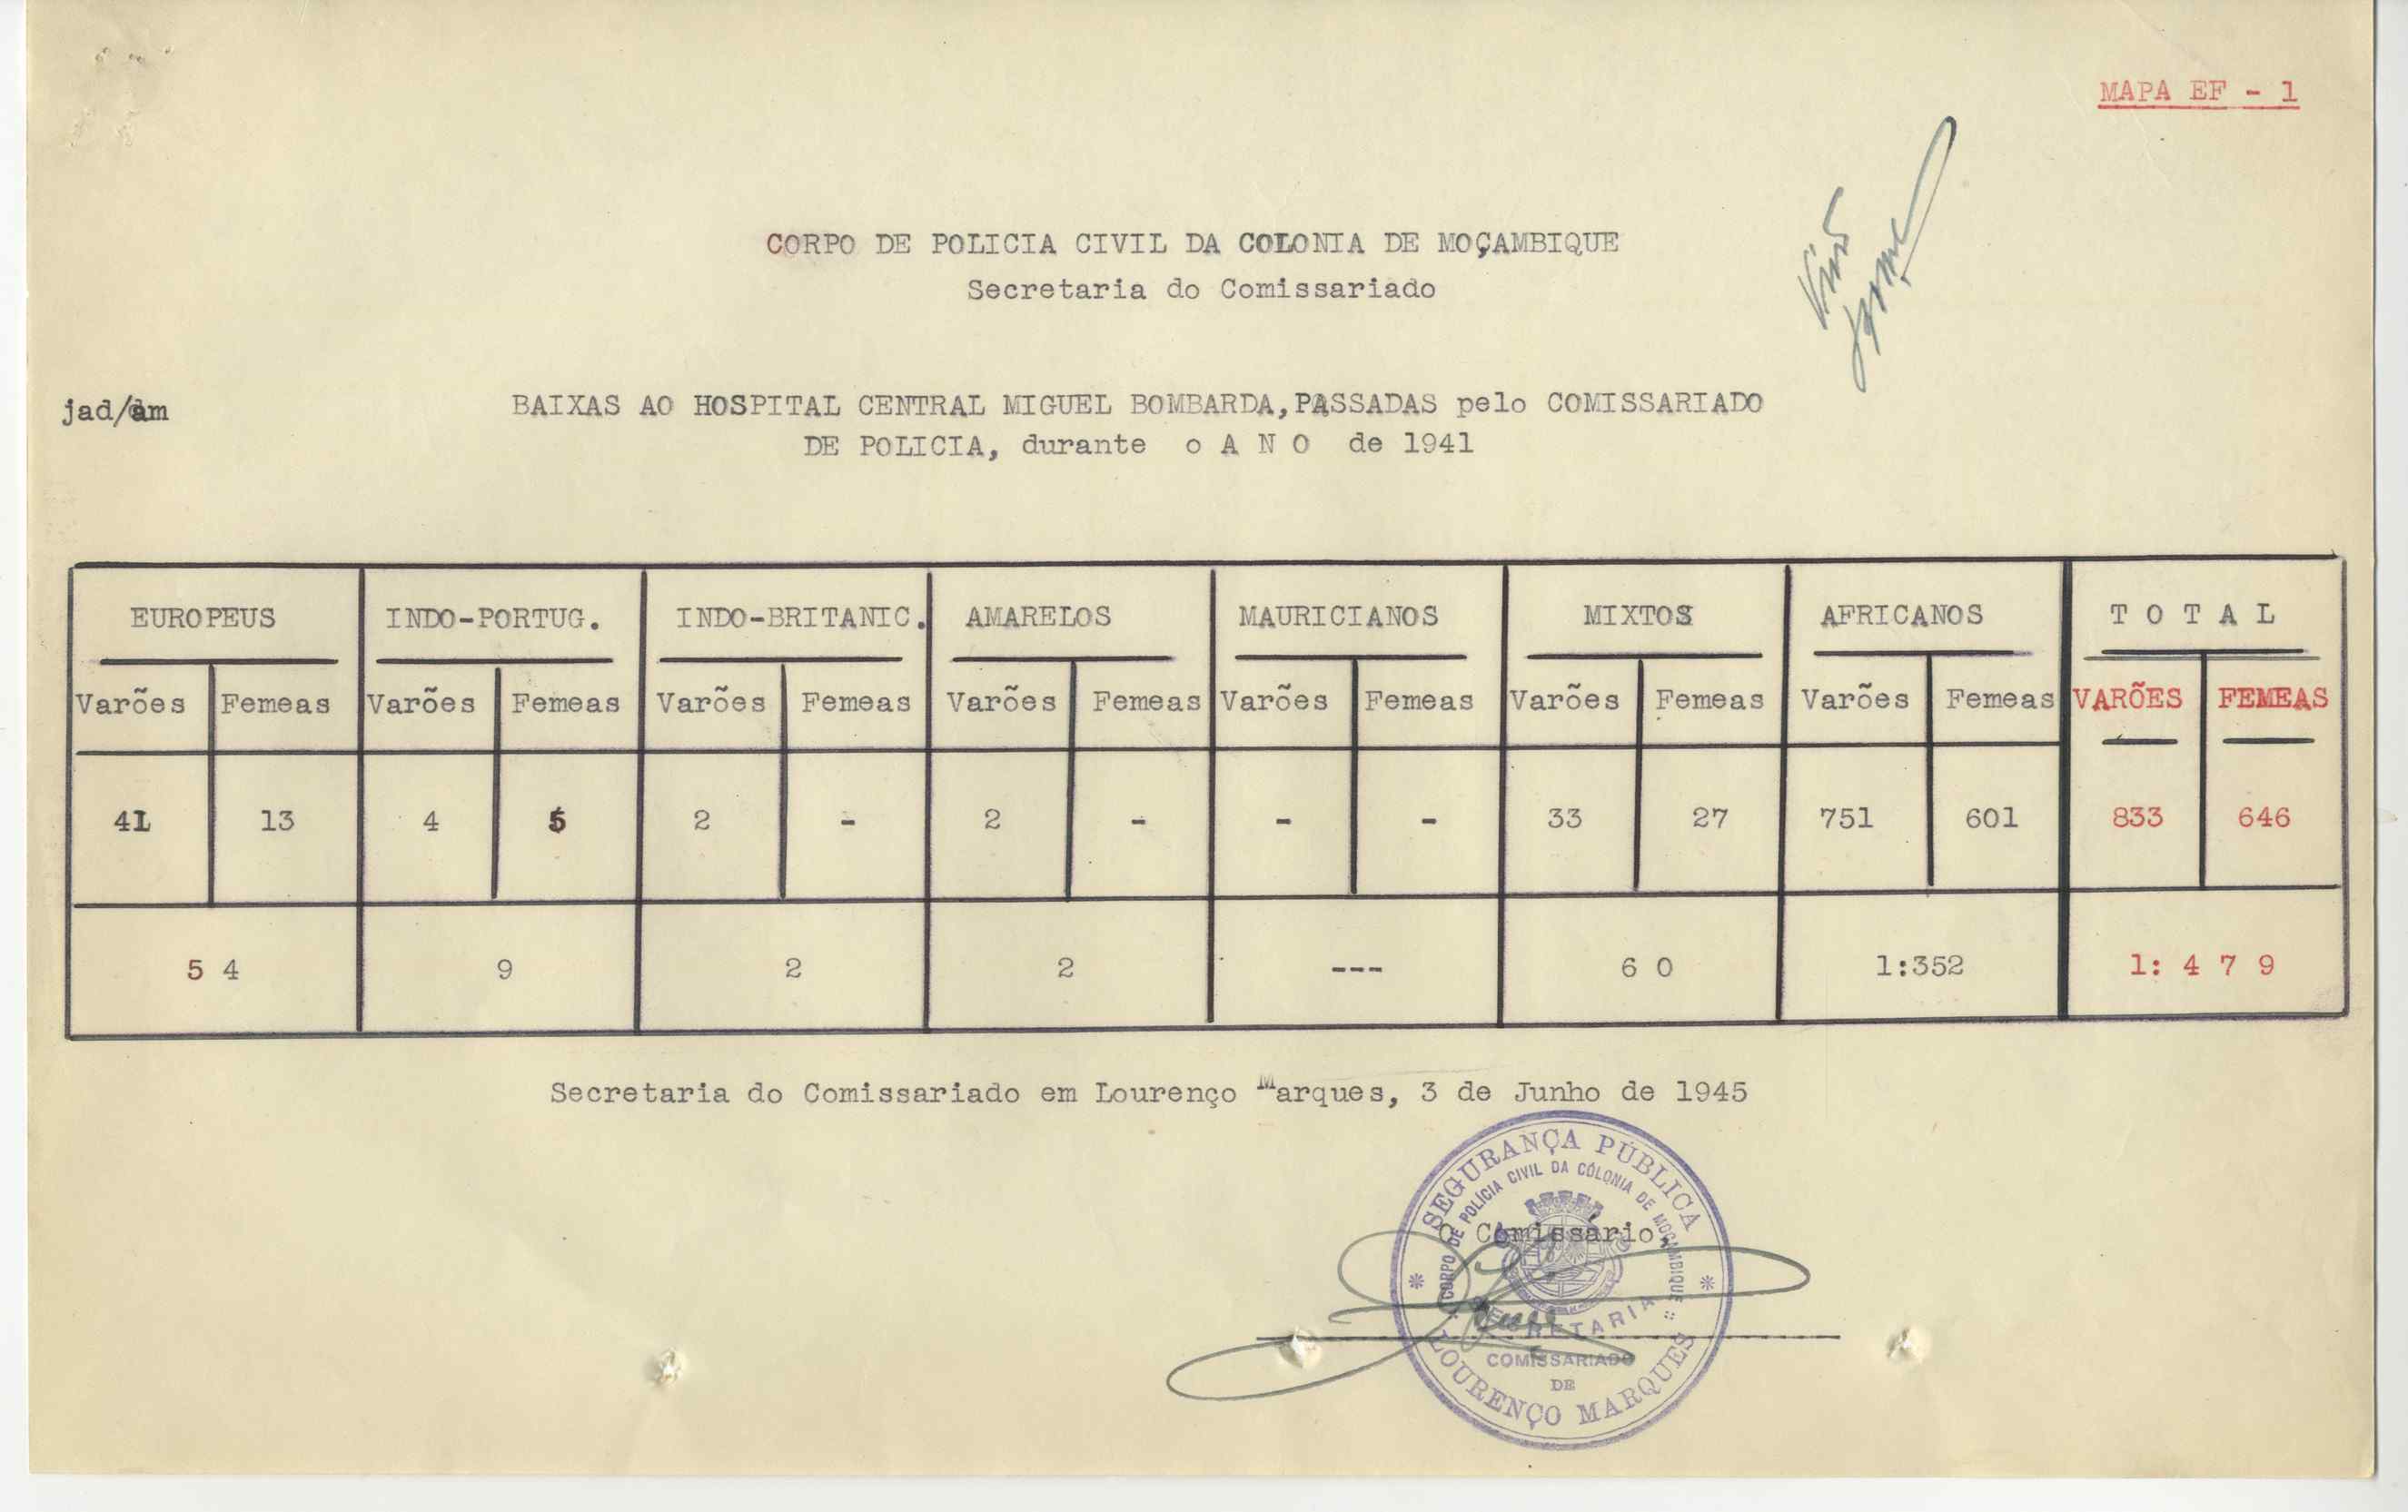 MAPA EF - 1
CORPO DE POLICIA CIVIL DA COLONIA DE MOÇAMBIQUE
Secretaria do Comissariado
jad/am
BAIXAS AO HOSPITAL CENTRAL MIGUEL BOMBARDA,PASSADAS pelo COMISSARIADO
DE POLICIA, durante o A N O de 1941
EUROPEUS INDO-PORTUG. INDO-BRITANIC. AMARELOS MAURICIANOS MIXTOS AFRICANOS T O T A L
Varões Femeas Varões Femeas Varões Femeas Varões Femeas Varões Femeas Varões Femeas Varões Femeas VARÕES FEMEAS
41 13 4 5 2 - 2 - - - 33 27 751 601 833 646
5 4 9 2 2 --- 6 0 1:352 1: 4 7 9
Secretaria do Comissariado em Lourenço Marques, 3 de Junho de 1945
O Comissário,
SEGURANÇA PUBLICA
CORPO DE POLÍCIA CIVIL DA COLONIA DE MOÇAMBIQUE
SECRETARIA
COMISSARIADO
DE
LOURENÇO MARQUES